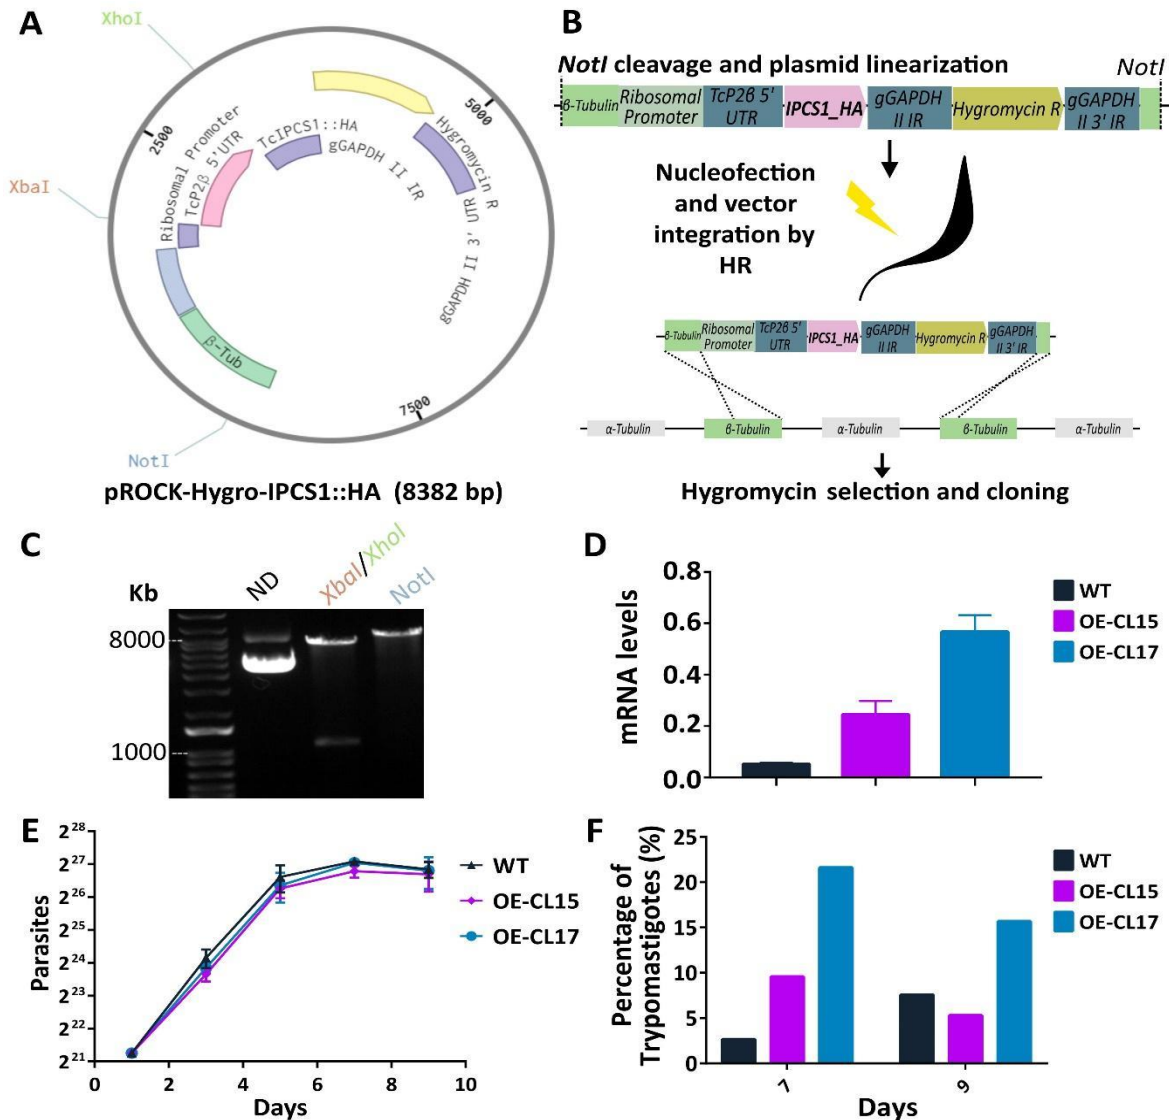 A
XhoI
2500
5000
XbaI
Ribosomal Promoter
TcP2β 5'UTR
TcIPCS1::HA
gGAPDH II IR
Hygromycin R
gGAPDH II 3' UTR
β-Tub
7500
NotI
pROCK-Hygro-IPCS1::HA (8382 bp)
B
NotI cleavage and plasmid linearization
NotI
β-Tubulin
Ribosomal
Promoter
TcP2β 5'
UTR
IPCS1_HA
gGAPDH
II IR
Hygromycin R
gGAPDH
II 3' IR
Nucleofection
and vector
integration by
HR
β-Tubulin
Ribosomal
Promoter
TcP2β 5'
UTR
IPCS1_HA
gGAPDH
II IR
Hygromycin R
gGAPDH
II 3' IR
α-Tubulin
β-Tubulin
α-Tubulin
β-Tubulin
α-Tubulin
Hygromycin selection and cloning
C
Kb
ND
XbaI/XhoI
NotI
8000
1000
D
mRNA levels
0.8
0.6
0.4
0.2
0.0
WT
OE-CL15
OE-CL17
E
Parasites
2^28
2^27
2^26
2^25
2^24
2^23
2^22
2^21
0 2 4 6 8 10
Days
WT
OE-CL15
OE-CL17
F
Percentage of
Trypomastigotes (%)
25
20
15
10
5
0
7 9
Days
WT
OE-CL15
OE-CL17